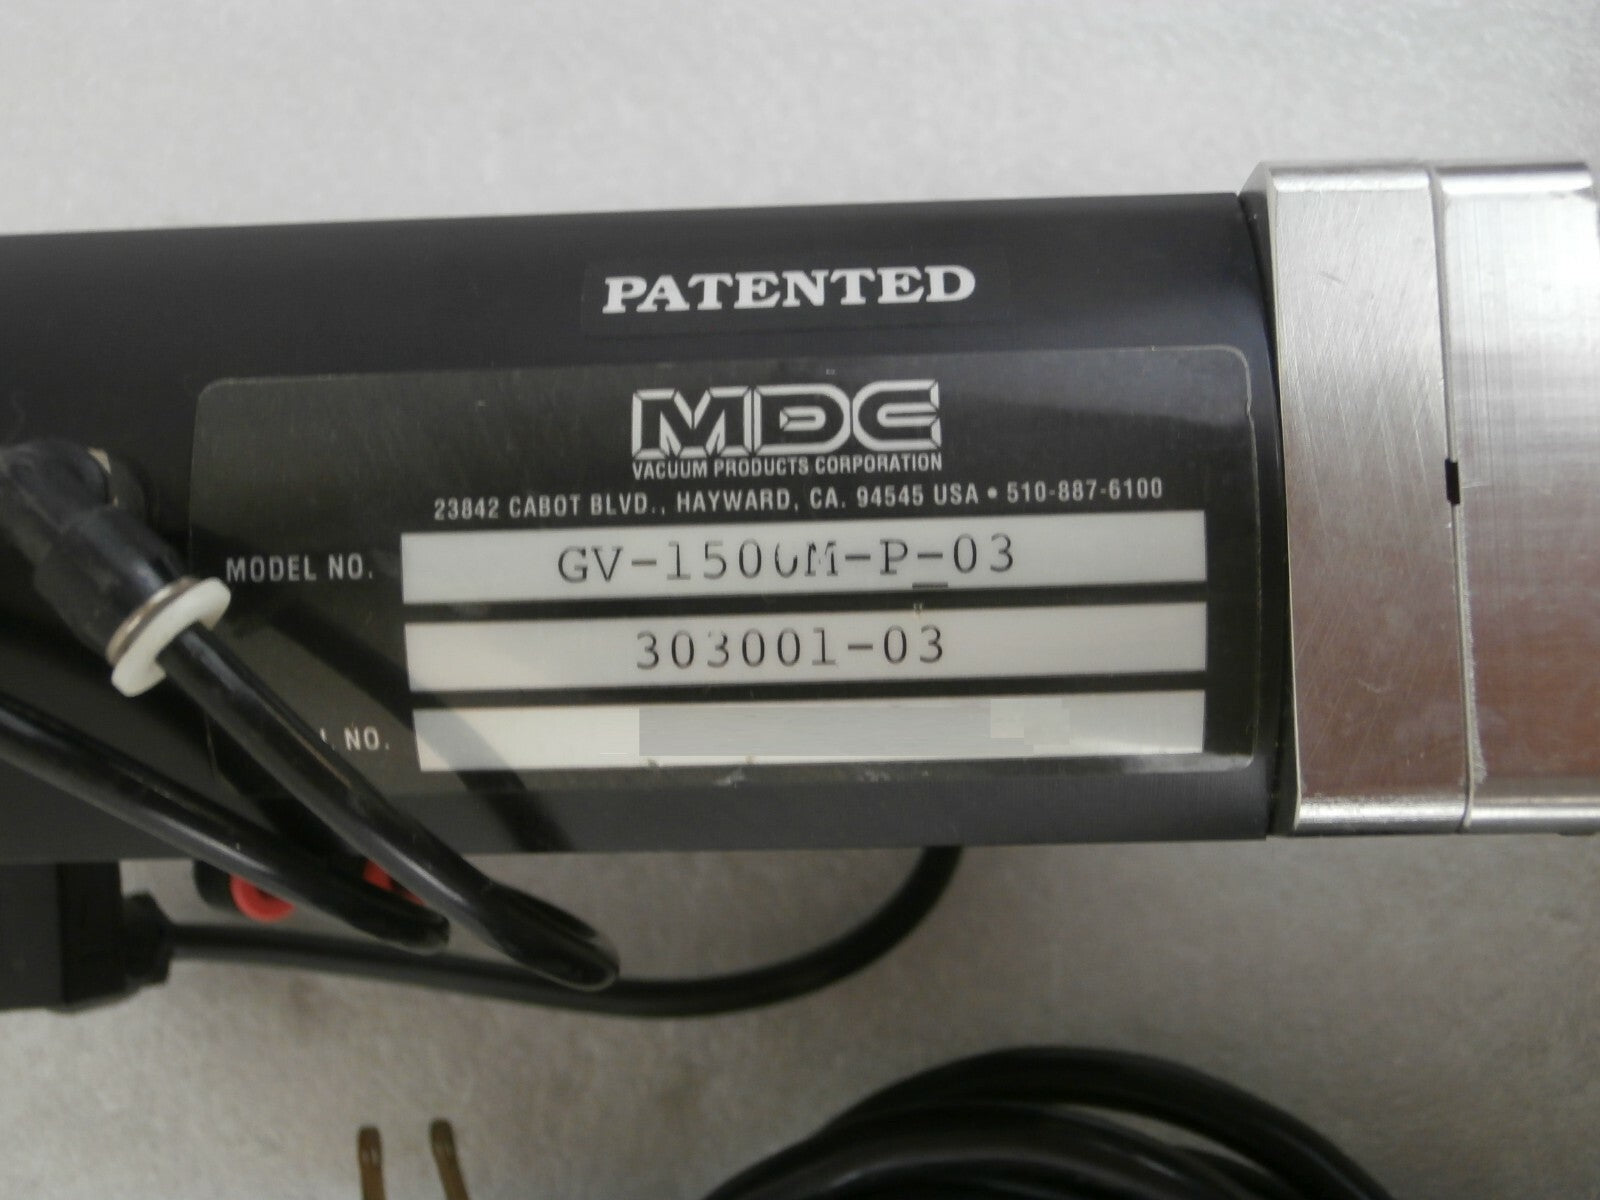 PATENTED
MDC
VACUUM PRODUCTS CORPORATION
23842 CABOT BLVD., HAYWARD, CA. 94545 USA • 510-887-6100
MODEL NO. GV-1500M-P-03
303001-03
NO.